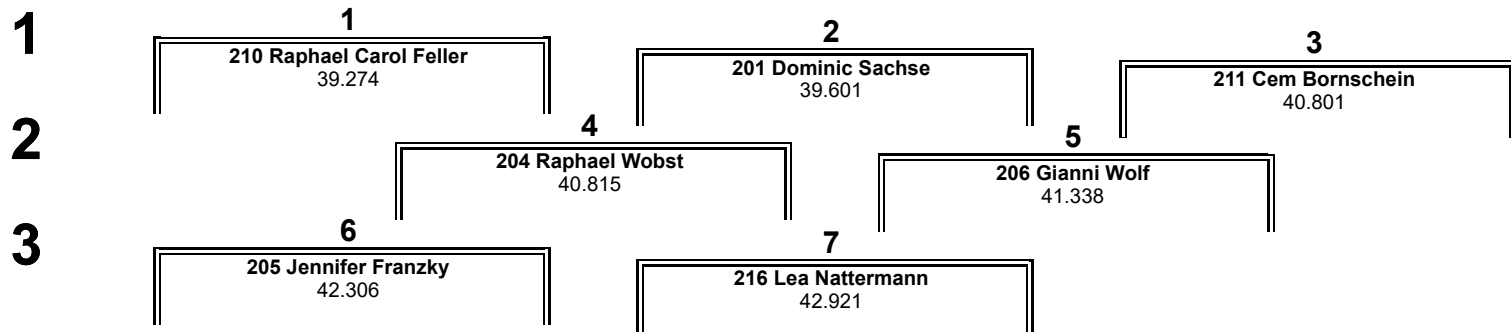 1
1
210 Raphael Carol Feller
39.274
2
201 Dominic Sachse
39.601
3
211 Cem Bornschein
40.801
2
4
204 Raphael Wobst
40.815
5
206 Gianni Wolf
41.338
3
6
205 Jennifer Franzky
42.306
7
216 Lea Nattermann
42.921